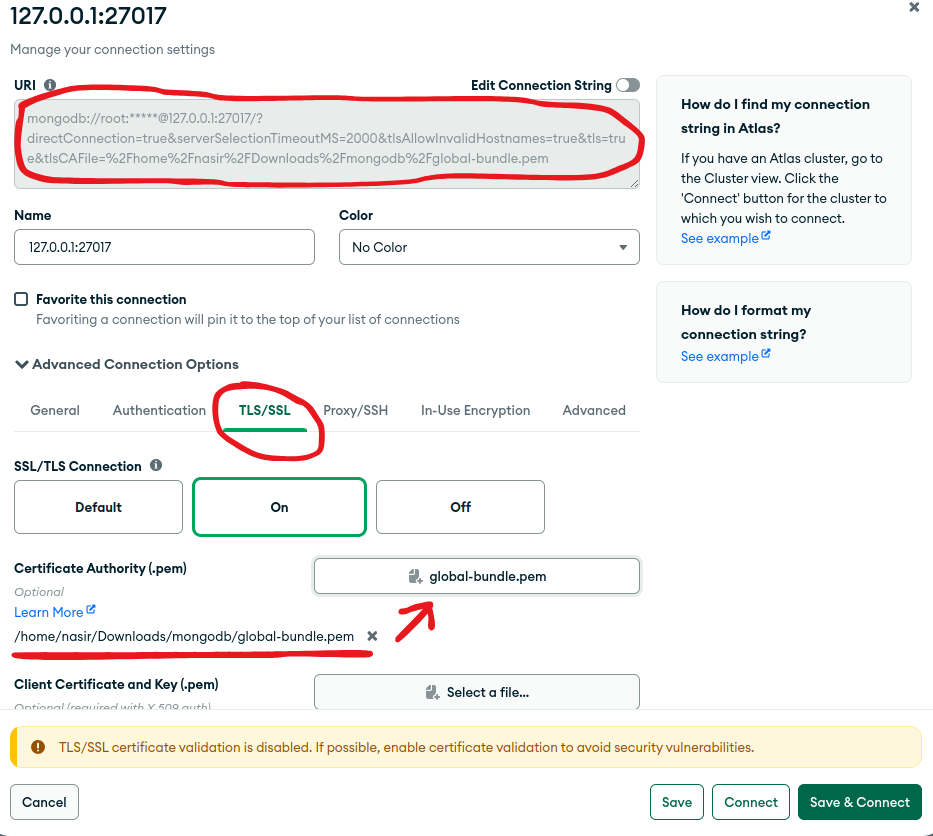 127.0.0.1:27017
Manage your connection settings
URI
Edit Connection String
mongodb://root:*****@127.0.0.1:27017/?
directConnection=true&serverSelectionTimeoutMS=2000&tlsAllowInvalidHostnames=true&tls=tru
e&tlsCAFile=%2Fhome%2Fnasir%2FDownloads%2Fmongodb%2Fglobal-bundle.pem
Name
Color
127.0.0.1:27017
No Color
Favorite this connection
Favoriting a connection will pin it to the top of your list of connections
Advanced Connection Options
General Authentication TLS/SSL Proxy/SSH In-Use Encryption Advanced
SSL/TLS Connection
Default On Off
Certificate Authority (.pem)
Optional
Learn More
global-bundle.pem
/home/nasir/Downloads/mongodb/global-bundle.pem
Client Certificate and Key (.pem)
Optional (required with X.509 auth)
Select a file...
How do I find my connection
string in Atlas?
If you have an Atlas cluster, go to
the Cluster view. Click the
'Connect' button for the cluster to
which you wish to connect.
See example
How do I format my
connection string?
See example
TLS/SSL certificate validation is disabled. If possible, enable certificate validation to avoid security vulnerabilities.
Cancel
Save
Connect
Save & Connect